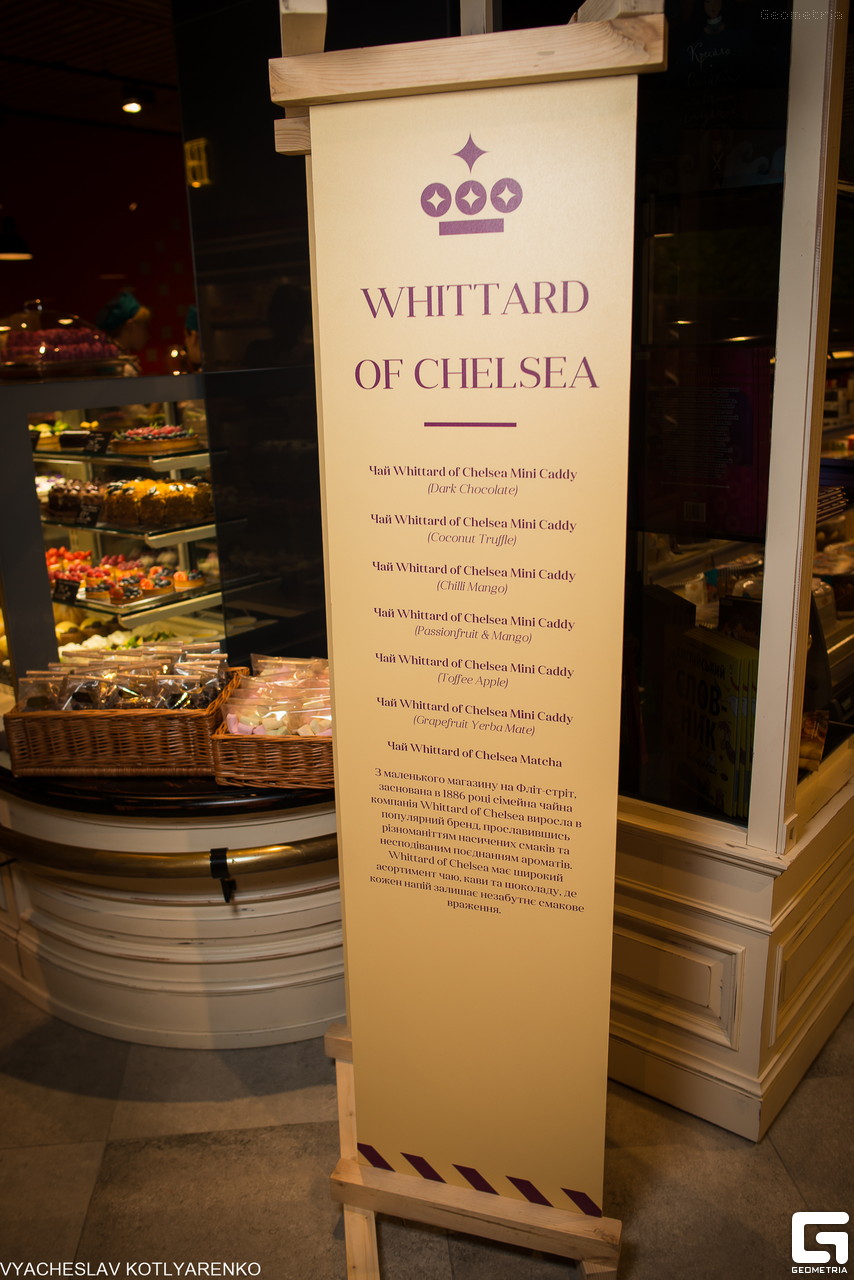 Geometria
WHITTARD
OF CHELSEA
Чай Whittard of Chelsea Mini Caddy
(Dark Chocolate)
Чай Whittard of Chelsea Mini Caddy
(Coconut Truffle)
Чай Whittard of Chelsea Mini Caddy
(Chilli Mango)
Чай Whittard of Chelsea Mini Caddy
(Passionfruit & Mango)
Чай Whittard of Chelsea Mini Caddy
(Toffee Apple)
Чай Whittard of Chelsea Mini Caddy
(Grapefruit Yerba Mate)
Чай Whittard of Chelsea Matcha
З маленького магазину на Фліт-стріт,
заснована в 1886 році сімейна чайна
компанія Whittard of Chelsea виросла в
популярний бренд, прославившись
різноманіттям насичених смаків та
несподіваним поєднанням ароматів.
Whittard of Chelsea має широкий
асортимент чаю, кави та шоколаду, де
кожен напій залишає незабутнє смакове
враження.
СЛОВ-
НИК
VYACHESLAV KOTLYARENKO
GEOMETRIA